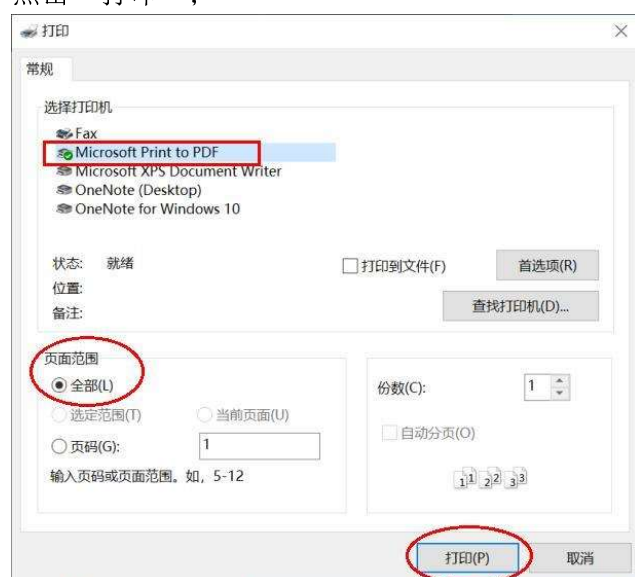 打印
常规
选择打印机
Fax
Microsoft Print to PDF
Microsoft XPS Document Writer
OneNote (Desktop)
OneNote for Windows 10
状态: 就绪
打印到文件(F)
首选项(R)
位置:
备注:
查找打印机(D)...
页面范围
全部(L)
选定范围(T) 当前页面(U)
页码(G): 1
输入页码或页面范围。如, 5-12
份数(C): 1
自动分页(O)
1 1 2 2 3 3
打印(P) 取消